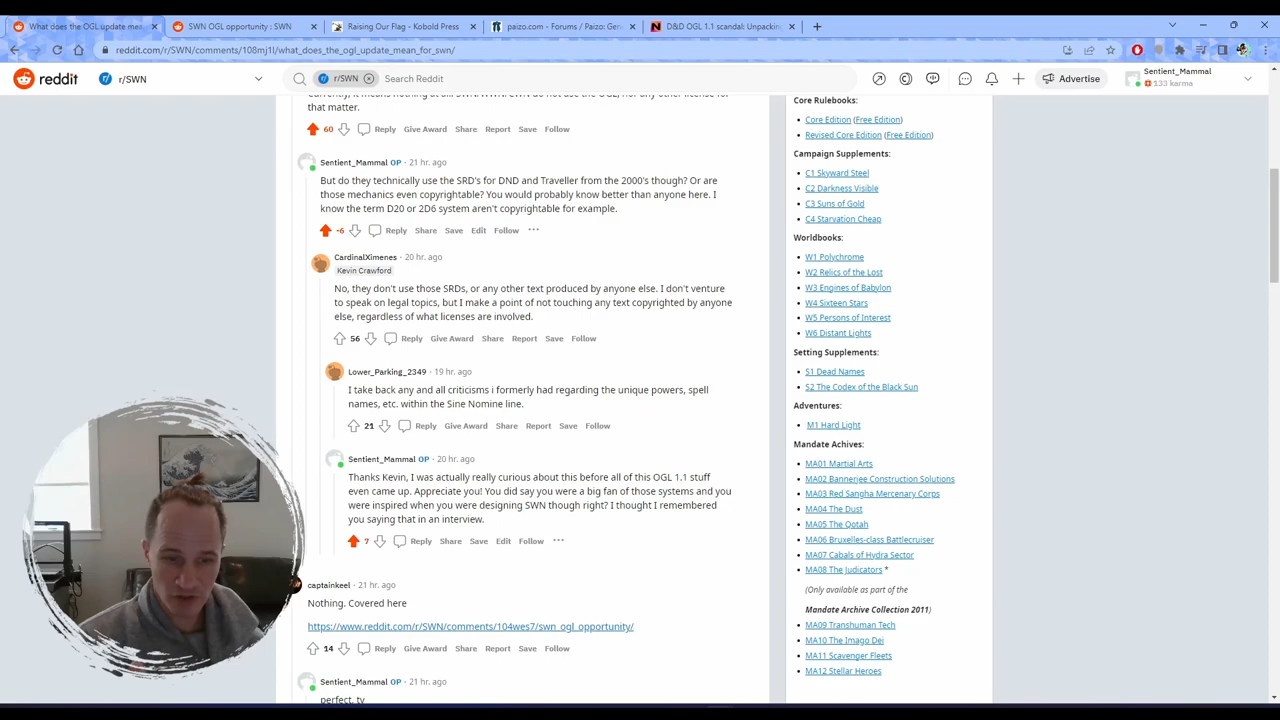 What does the OGL update mea
SWN OGL opportunity : SWN
Raising Our Flag - Kobold Press
paizo.com - Forums / Paizo: Gen
D&D OGL 1.1 scandal: Unpackin
reddit.com/r/SWN/comments/108mj1l/what_does_the_ogl_update_mean_for_swn/
reddit
r/SWN
r/SWN
Search Reddit
Advertise
Sentient_Mammal
133 karma
that matter.
60 Reply Give Award Share Report Save Follow
Sentient_Mammal OP · 21 hr. ago
But do they technically use the SRD's for DND and Traveller from the 2000's though? Or are
those mechanics even copyrightable? You would probably know better than anyone here. I
know the term D20 or 2D6 system aren't copyrightable for example.
-6 Reply Share Save Edit Follow ···
CardinalXimenes · 20 hr. ago
Kevin Crawford
No, they don't use those SRDs, or any other text produced by anyone else. I don't venture
to speak on legal topics, but I make a point of not touching any text copyrighted by anyone
else, regardless of what licenses are involved.
56 Reply Give Award Share Report Save Follow
Lower_Parking_2349 · 19 hr. ago
I take back any and all criticisms i formerly had regarding the unique powers, spell
names, etc. within the Sine Nomine line.
21 Reply Give Award Share Report Save Follow
Sentient_Mammal OP · 20 hr. ago
Thanks Kevin, I was actually really curious about this before all of this OGL 1.1 stuff
even came up. Appreciate you! You did say you were a big fan of those systems and you
were inspired when you were designing SWN though right? I thought I remembered
you saying that in an interview.
7 Reply Share Save Edit Follow ···
captainkeel · 21 hr. ago
Nothing. Covered here
https://www.reddit.com/r/SWN/comments/104wes7/swn_ogl_opportunity/
14 Reply Give Award Share Report Save Follow
Sentient_Mammal OP · 21 hr. ago
perfect, ty
Core Rulebooks:
• Core Edition (Free Edition)
• Revised Core Edition (Free Edition)
Campaign Supplements:
• C1 Skyward Steel
• C2 Darkness Visible
• C3 Suns of Gold
• C4 Starvation Cheap
Worldbooks:
• W1 Polychrome
• W2 Relics of the Lost
• W3 Engines of Babylon
• W4 Sixteen Stars
• W5 Persons of Interest
• W6 Distant Lights
Setting Supplements:
• S1 Dead Names
• S2 The Codex of the Black Sun
Adventures:
• M1 Hard Light
Mandate Achives:
• MA01 Martial Arts
• MA02 Bannerjee Construction Solutions
• MA03 Red Sangha Mercenary Corps
• MA04 The Dust
• MA05 The Qotah
• MA06 Bruxelles-class Battlecruiser
• MA07 Cabals of Hydra Sector
• MA08 The Judicators *
(Only available as part of the
Mandate Archive Collection 2011)
• MA09 Transhuman Tech
• MA10 The Imago Dei
• MA11 Scavenger Fleets
• MA12 Stellar Heroes